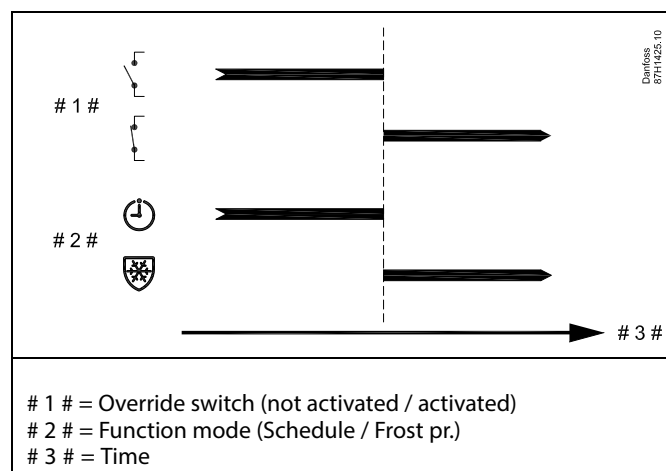 Danfoss
87H1425.10
# 1 #
# 2 #
# 3 #
# 1 # = Override switch (not activated / activated)
# 2 # = Function mode (Schedule / Frost pr.)
# 3 # = Time